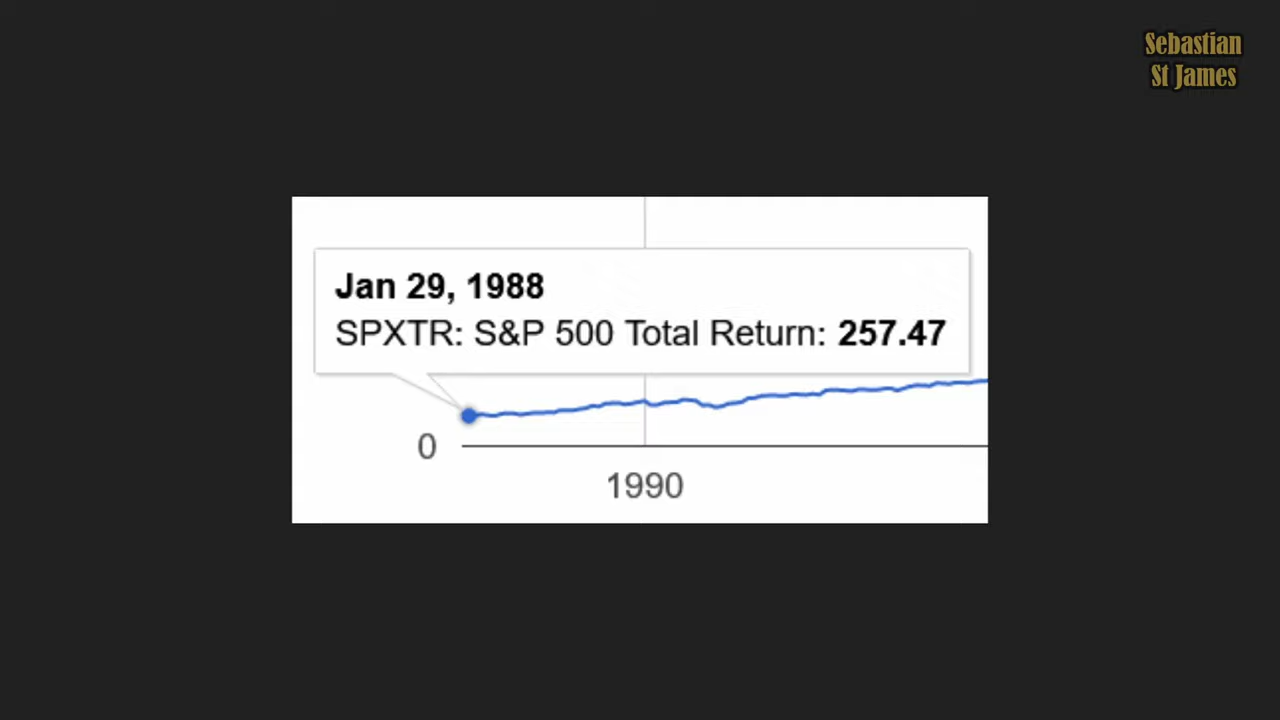 Sebastian
St James
Jan 29, 1988
SPXTR: S&P 500 Total Return: 257.47
0
1990